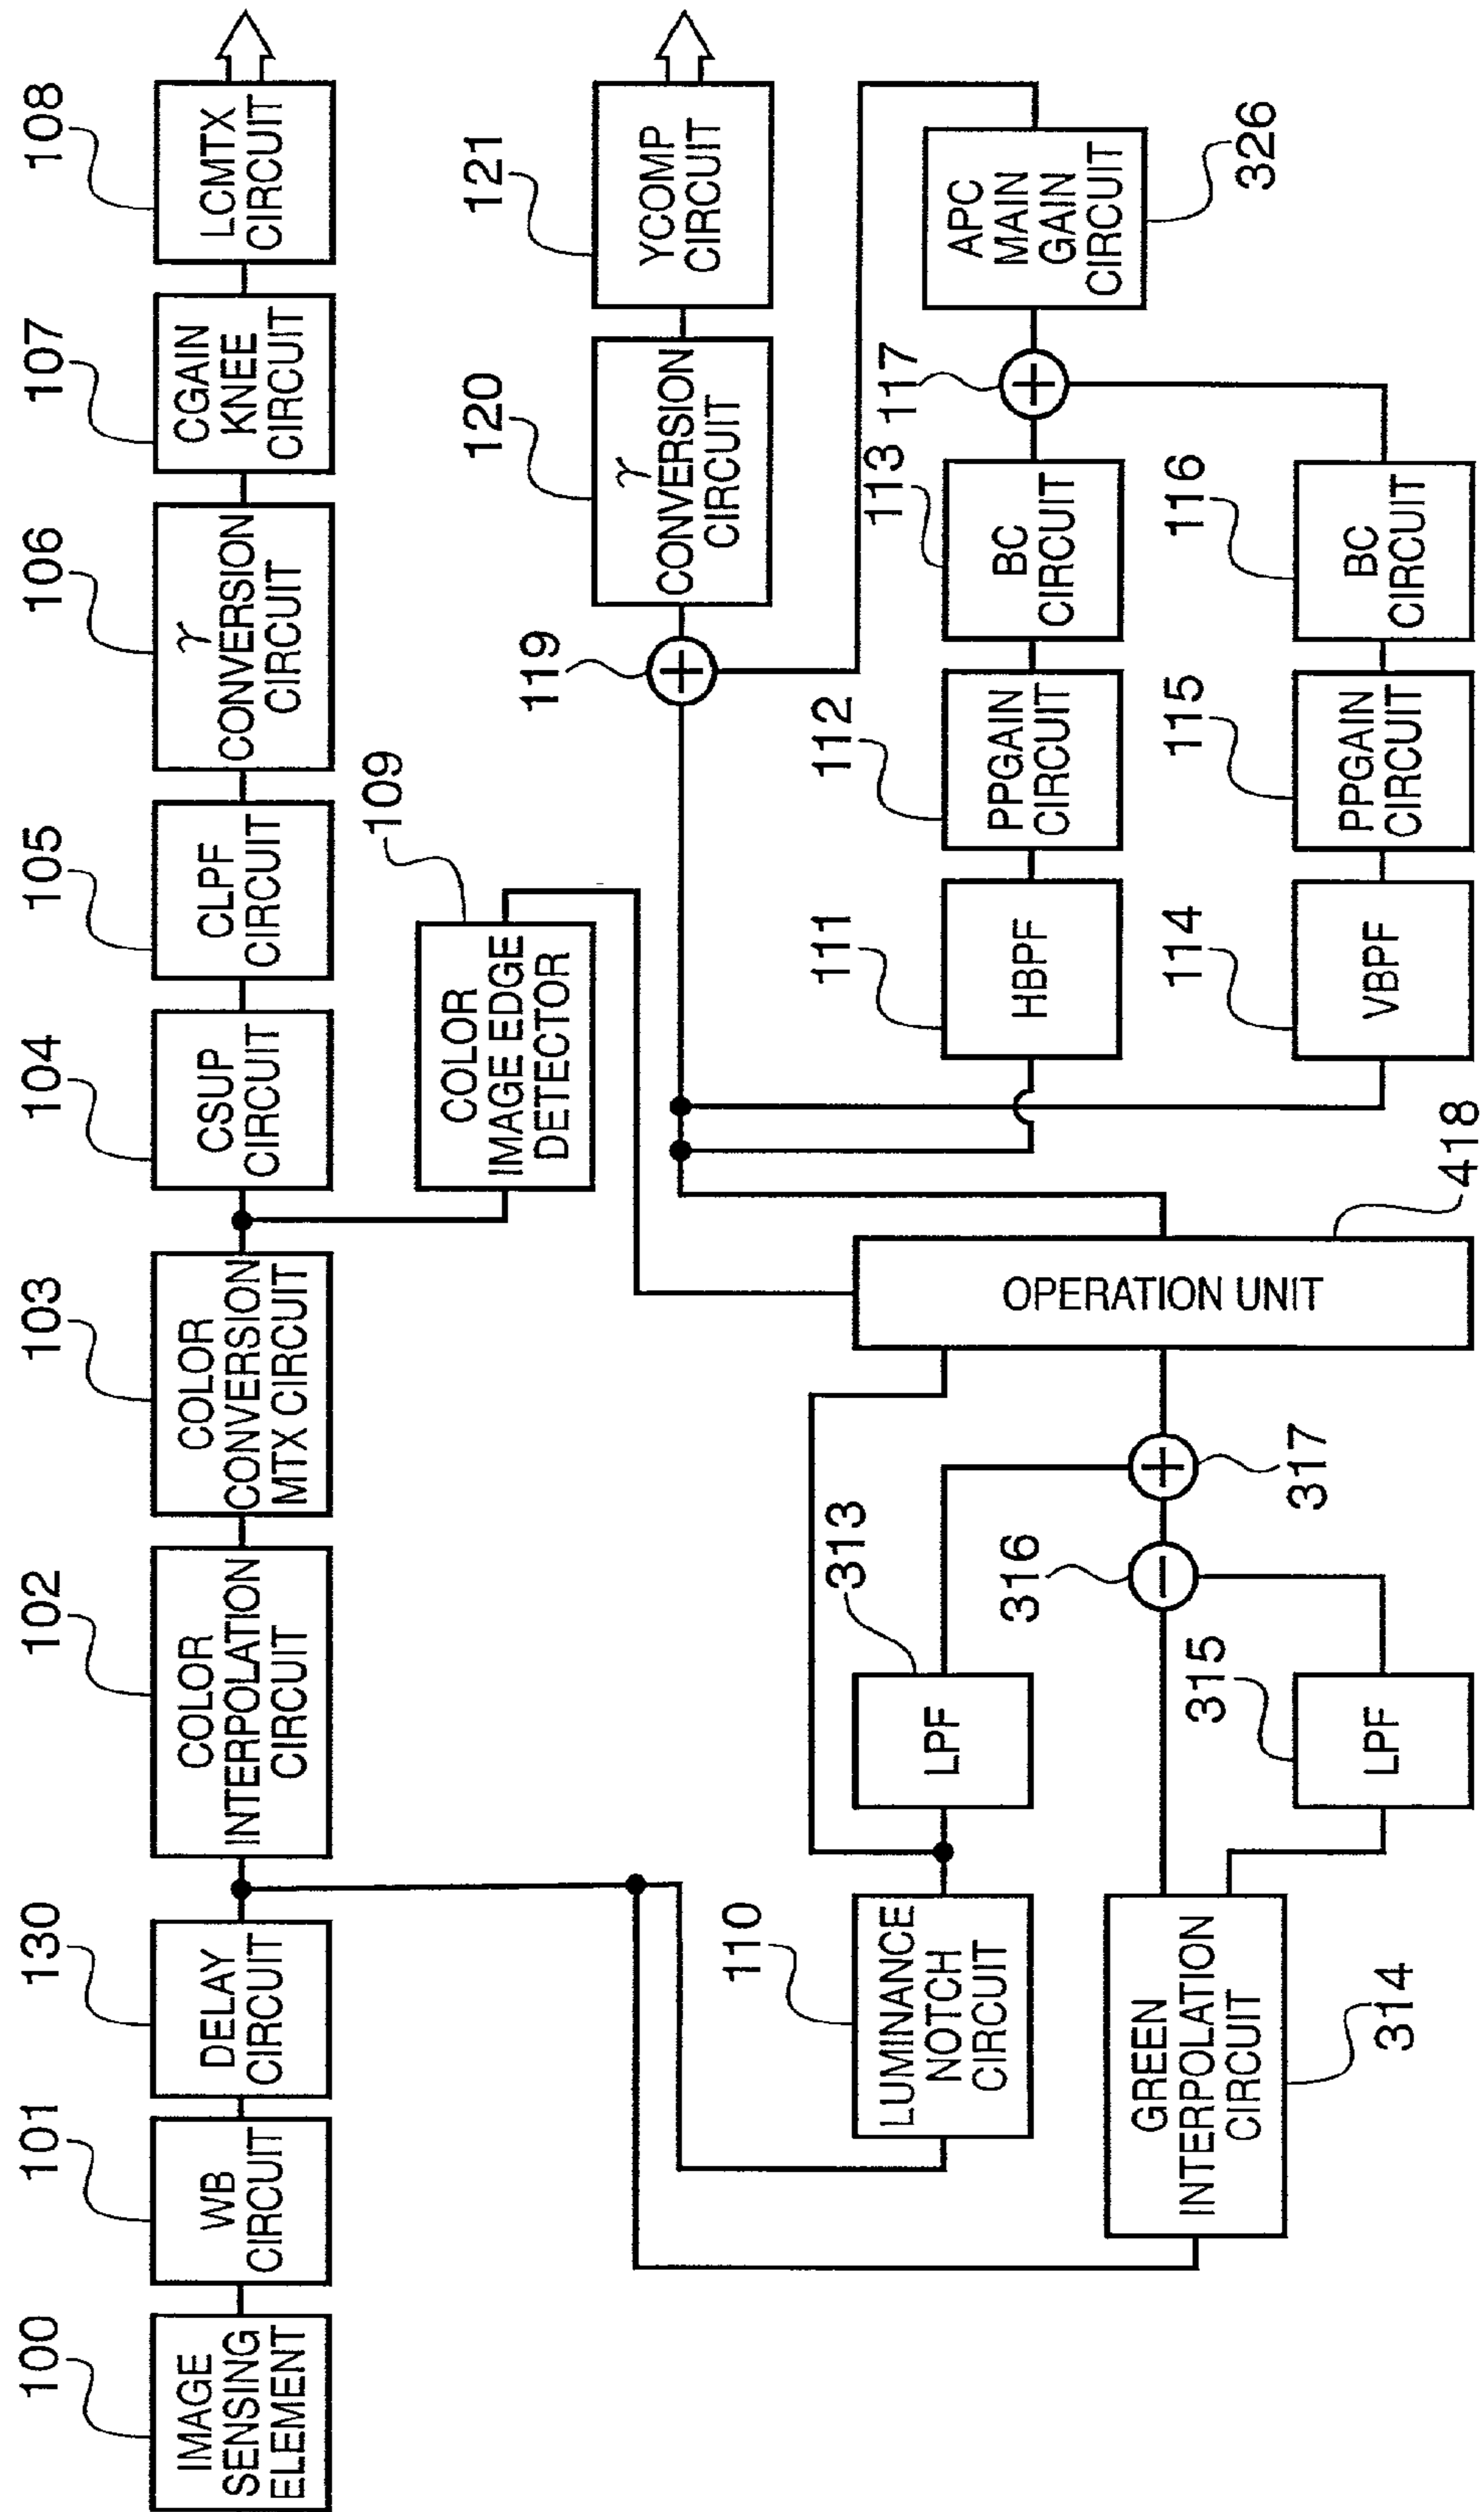 100
IMAGE
SENSING
ELEMENT
101
WB
CIRCUIT
130
DELAY
CIRCUIT
102
COLOR
INTERPOLATION
CIRCUIT
103
COLOR
CONVERSION
MTX CIRCUIT
104
CSUP
CIRCUIT
105
CLPF
CIRCUIT
106
γ
CONVERSION
CIRCUIT
107
CGAIN
KNEE
CIRCUIT
108
LCMTX
CIRCUIT
109
COLOR
IMAGE EDGE
DETECTOR
119
120
γ
CONVERSION
CIRCUIT
121
YCOMP
CIRCUIT
110
LUMINANCE
NOTCH
CIRCUIT
313
LPF
GREEN
INTERPOLATION
CIRCUIT
314
315
LPF
316
317
OPERATION UNIT
418
111
HBPF
112
PPGAIN
CIRCUIT
113
BC
CIRCUIT
117
APC
MAIN
GAIN
CIRCUIT
326
114
VBPF
115
PPGAIN
CIRCUIT
116
BC
CIRCUIT